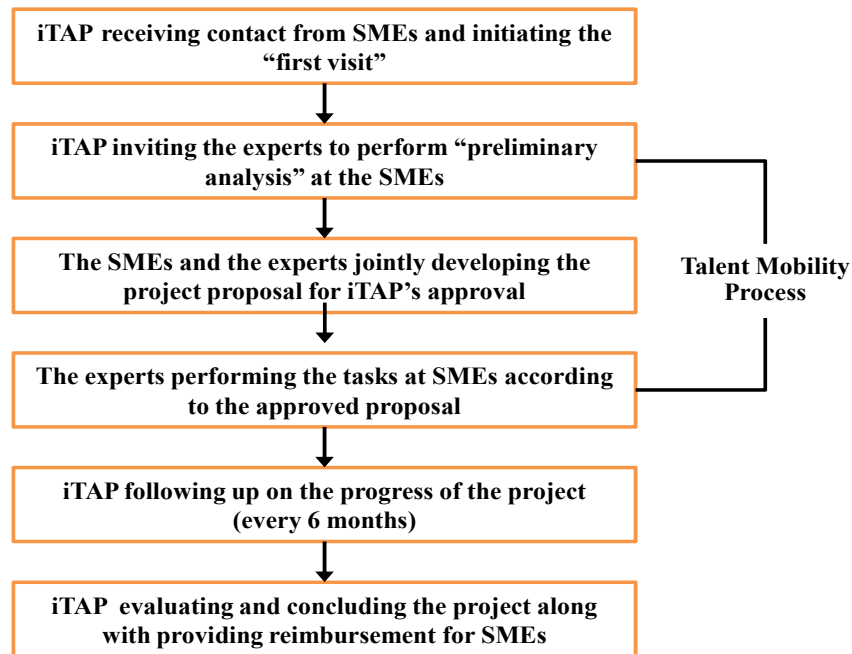 iTAP receiving contact from SMEs and initiating the
“first visit”
iTAP inviting the experts to perform “preliminary
analysis” at the SMEs
The SMEs and the experts jointly developing the
project proposal for iTAP’s approval
Talent Mobility
Process
The experts performing the tasks at SMEs according
to the approved proposal
iTAP following up on the progress of the project
(every 6 months)
iTAP evaluating and concluding the project along
with providing reimbursement for SMEs